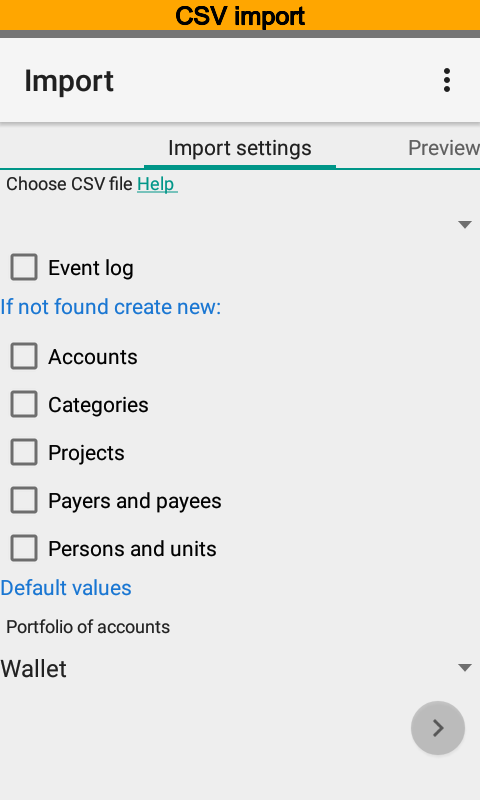 CSV import
Import
Import settings
Preview
Choose CSV file Help
Event log
If not found create new:
Accounts
Categories
Projects
Payers and payees
Persons and units
Default values
Portfolio of accounts
Wallet